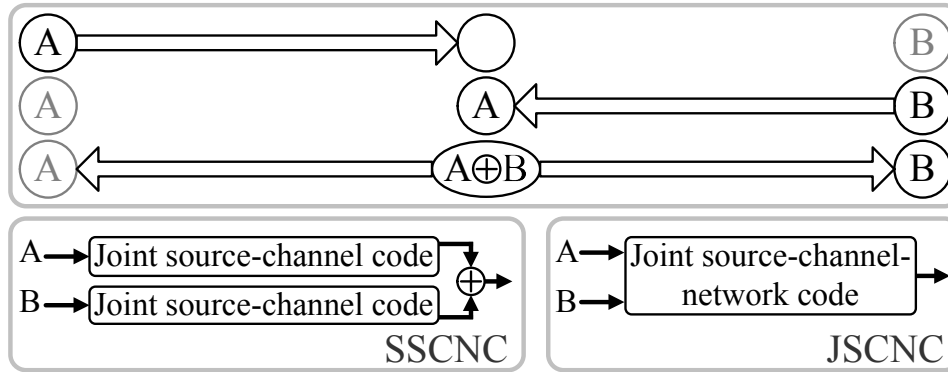 A B
A A B
A A⊕B B
A Joint source-channel code
B Joint source-channel code
⊕
SSCNC
A Joint source-channel-
B network code
JSCNC